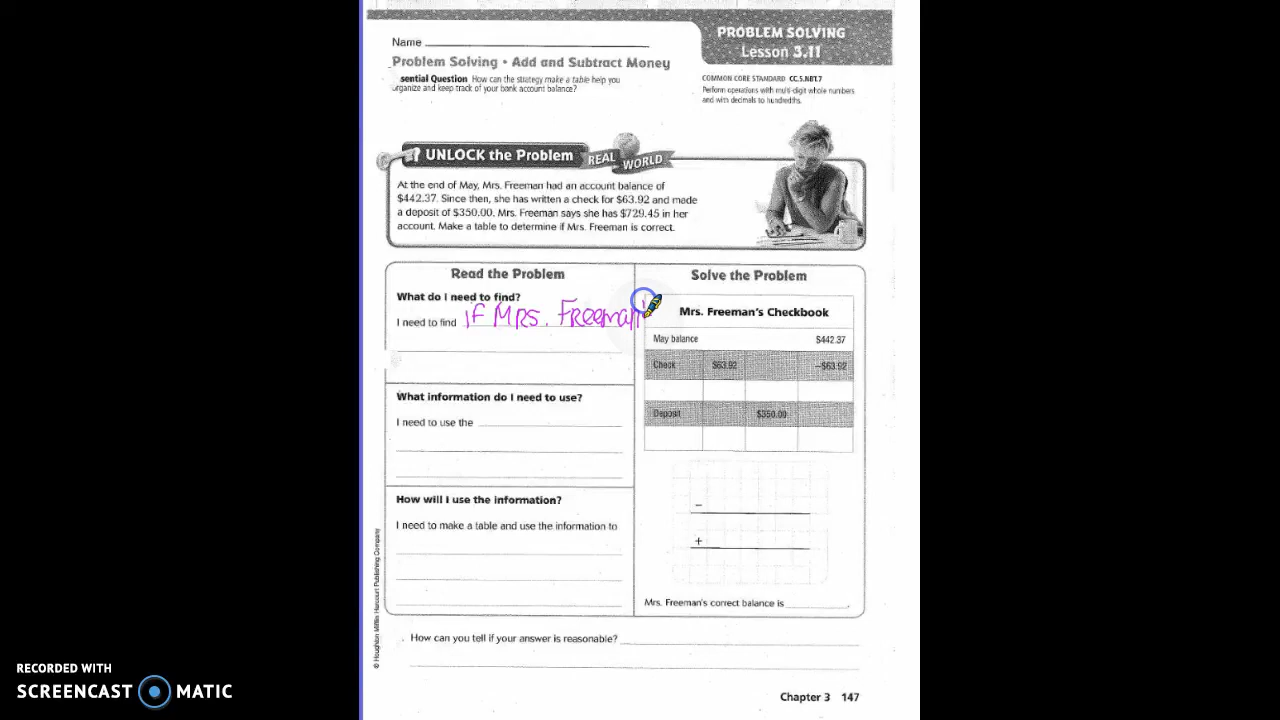 PROBLEM SOLVING
Lesson 3.11
Name
Problem Solving • Add and Subtract Money
sential Question How can the strategy make a table help you
organize and keep track of your bank account balance?
COMMON CORE STANDARD CC.5.NBT.7
Perform operations with multi-digit whole numbers
and with decimals to hundredths.
UNLOCK the Problem REAL WORLD
At the end of May, Mrs. Freeman had an account balance of
$442.37. Since then, she has written a check for $63.92 and made
a deposit of $350.00. Mrs. Freeman says she has $729.45 in her
account. Make a table to determine if Mrs. Freeman is correct.
Read the Problem
What do I need to find?
I need to find if MRS. Freeman
What information do I need to use?
I need to use the
How will I use the information?
I need to make a table and use the information to
Solve the Problem
Mrs. Freeman's Checkbook
May balance $442.37
Check $63.92 −$63.92
Deposit $350.00
−
+
Mrs. Freeman's correct balance is
.
How can you tell if your answer is reasonable?
© Houghton Mifflin Harcourt Publishing Company
Chapter 3 147
RECORDED WITH
SCREENCAST MATIC